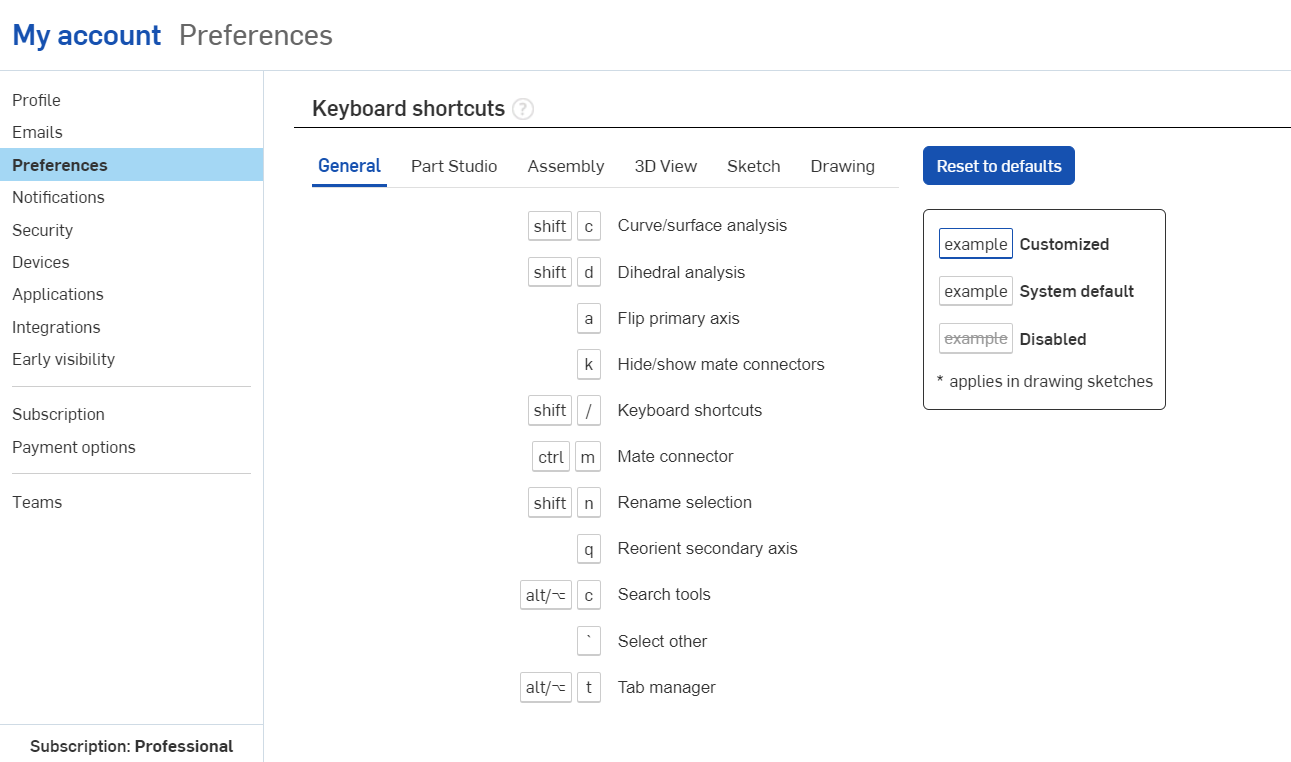 My account Preferences
Profile
Emails
Preferences
Notifications
Security
Devices
Applications
Integrations
Early visibility
Subscription
Payment options
Teams
Subscription: Professional
Keyboard shortcuts ?
General Part Studio Assembly 3D View Sketch Drawing
shift c Curve/surface analysis
shift d Dihedral analysis
a Flip primary axis
k Hide/show mate connectors
shift / Keyboard shortcuts
ctrl m Mate connector
shift n Rename selection
q Reorient secondary axis
alt/⌥ c Search tools
` Select other
alt/⌥ t Tab manager
Reset to defaults
example Customized
example System default
example Disabled
* applies in drawing sketches